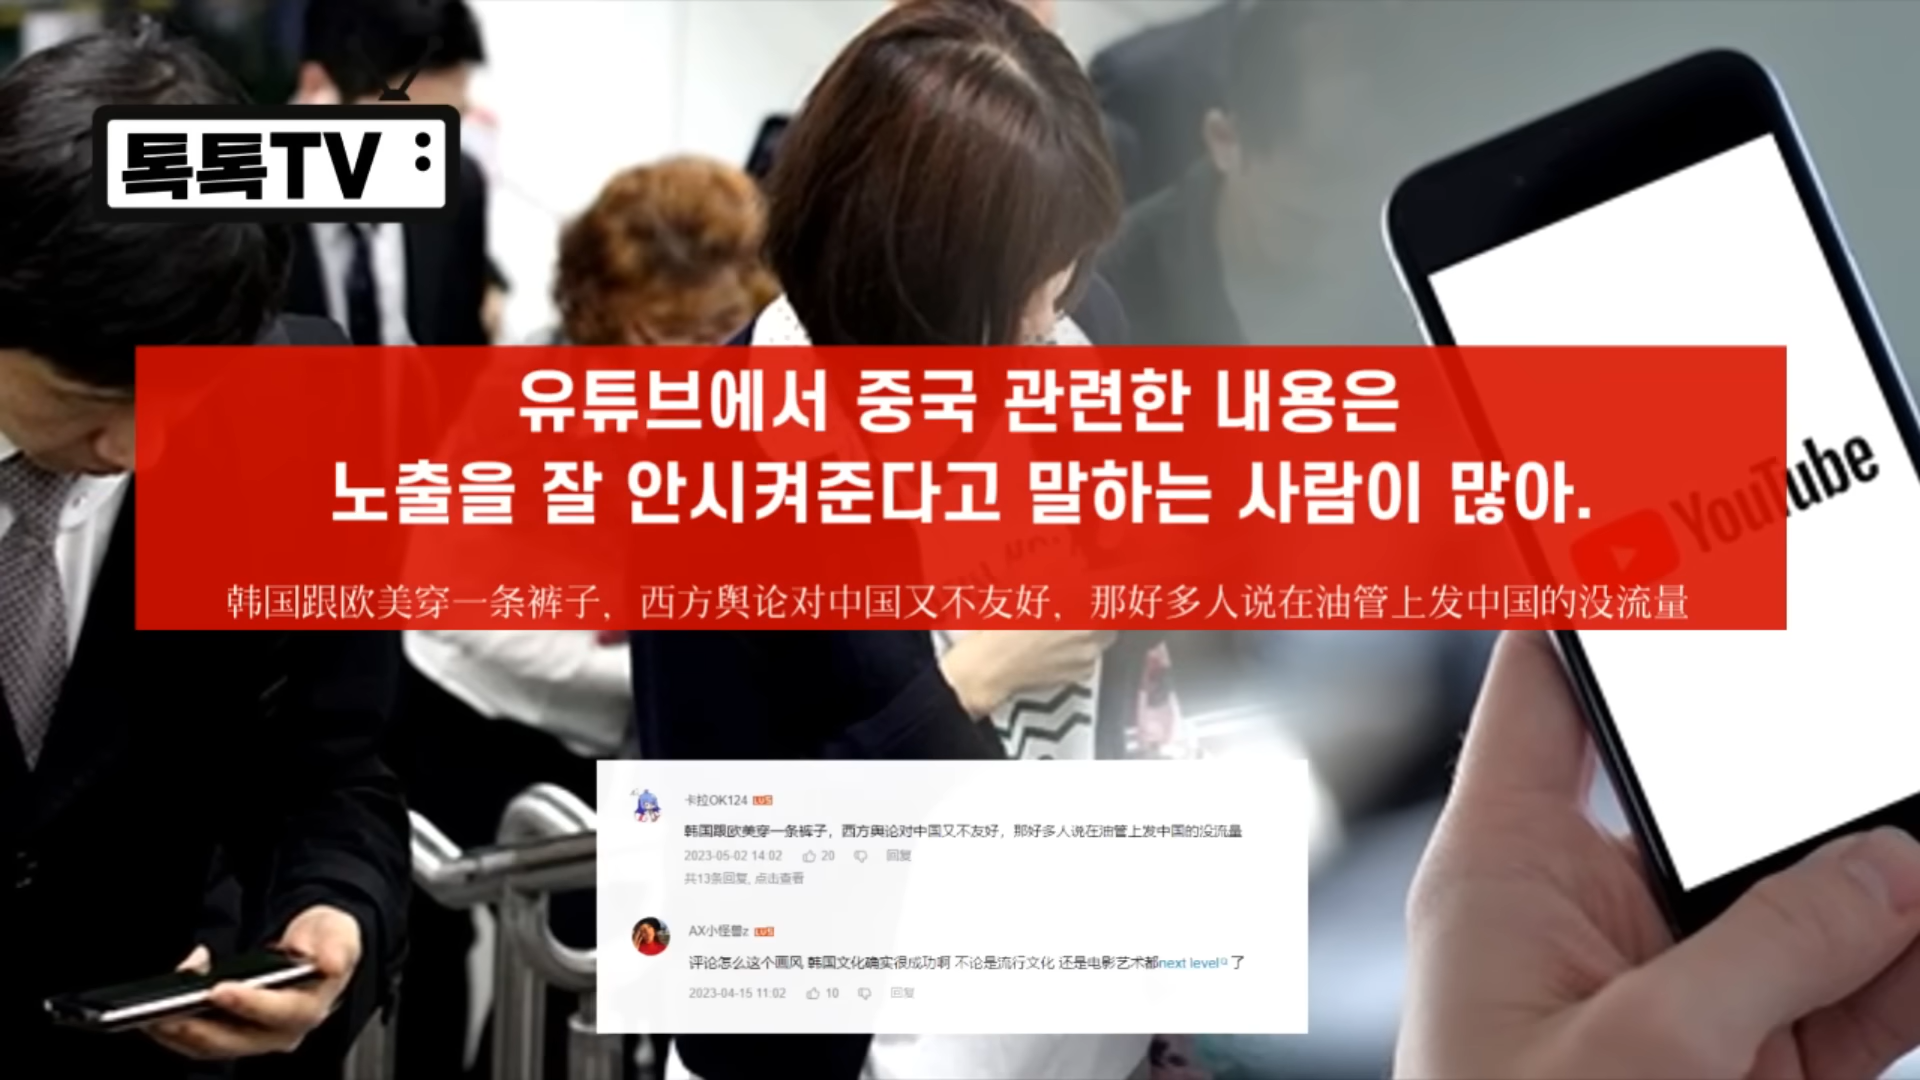 톡톡TV
유튜브에서 중국 관련한 내용은
노출을 잘 안시켜준다고 말하는 사람이 많아.
YouTube
韩国跟欧美穿一条裤子，西方舆论对中国又不友好，那好多人说在油管上发中国的没流量
卡拉OK124 LV5
韩国跟欧美穿一条裤子，西方舆论对中国又不友好，那好多人说在油管上发中国的没流量
2023-05-02 14:02 20 回复
共13条回复, 点击查看
AX小怪兽z LV5
评论怎么这个画风 韩国文化确实很成功啊 不论是流行文化 还是电影艺术都next level了
2023-04-15 11:02 10 回复